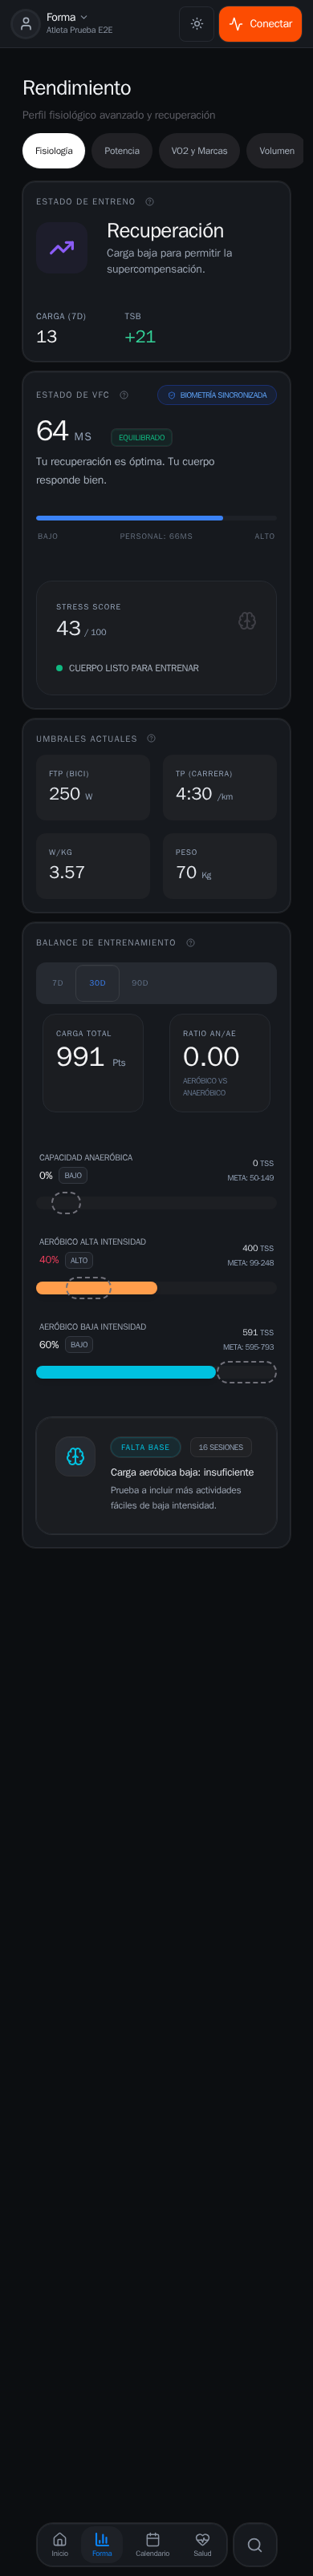 Forma
Atleta Prueba E2E
Conectar
Rendimiento
Perfil fisiológico avanzado y recuperación
Fisiología
Potencia
VO2 y Marcas
Volumen
ESTADO DE ENTRENO
Recuperación
Carga baja para permitir la
supercompensación.
CARGA (7D)
TSB
13
+21
ESTADO DE VFC
BIOMETRÍA SINCRONIZADA
64 MS
EQUILIBRADO
Tu recuperación es óptima. Tu cuerpo
responde bien.
BAJO
PERSONAL: 66MS
ALTO
STRESS SCORE
43 / 100
CUERPO LISTO PARA ENTRENAR
UMBRALES ACTUALES
FTP (BICI)
250 W
TP (CARRERA)
4:30 /km
W/KG
3.57
PESO
70 Kg
BALANCE DE ENTRENAMIENTO
7D
30D
90D
CARGA TOTAL
991 Pts
RATIO AN/AE
0.00
AERÓBICO VS
ANAERÓBICO
CAPACIDAD ANAERÓBICA
0% BAJO
0 TSS
META: 50-149
AERÓBICO ALTA INTENSIDAD
40% ALTO
400 TSS
META: 99-248
AERÓBICO BAJA INTENSIDAD
60% BAJO
591 TSS
META: 595-793
FALTA BASE
16 SESIONES
Carga aeróbica baja: insuficiente
Prueba a incluir más actividades
fáciles de baja intensidad.
Inicio
Forma
Calendario
Salud